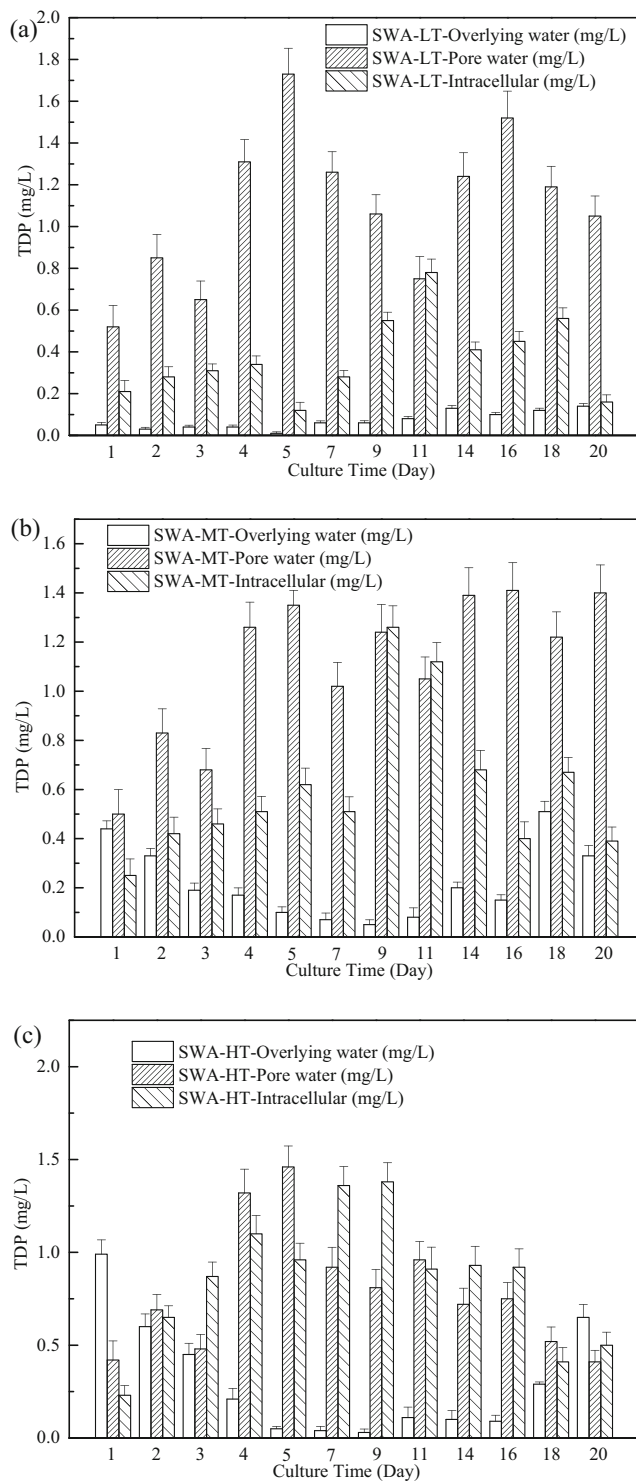 (a)
SWA-LT-Overlying water (mg/L)
SWA-LT-Pore water (mg/L)
SWA-LT-Intracellular (mg/L)
2.0
1.8
1.6
1.4
1.2
1.0
0.8
0.6
0.4
0.2
0.0
TDP (mg/L)
1 2 3 4 5 7 9 11 14 16 18 20
Culture Time (Day)
(b)
SWA-MT-Overlying water (mg/L)
SWA-MT-Pore water (mg/L)
SWA-MT-Intracellular (mg/L)
1.6
1.4
1.2
1.0
0.8
0.6
0.4
0.2
0.0
TDP (mg/L)
1 2 3 4 5 7 9 11 14 16 18 20
Culture Time (Day)
(c)
SWA-HT-Overlying water (mg/L)
SWA-HT-Pore water (mg/L)
SWA-HT-Intracellular (mg/L)
2.0
1.5
1.0
0.5
0.0
TDP (mg/L)
1 2 3 4 5 7 9 11 14 16 18 20
Culture Time (Day)